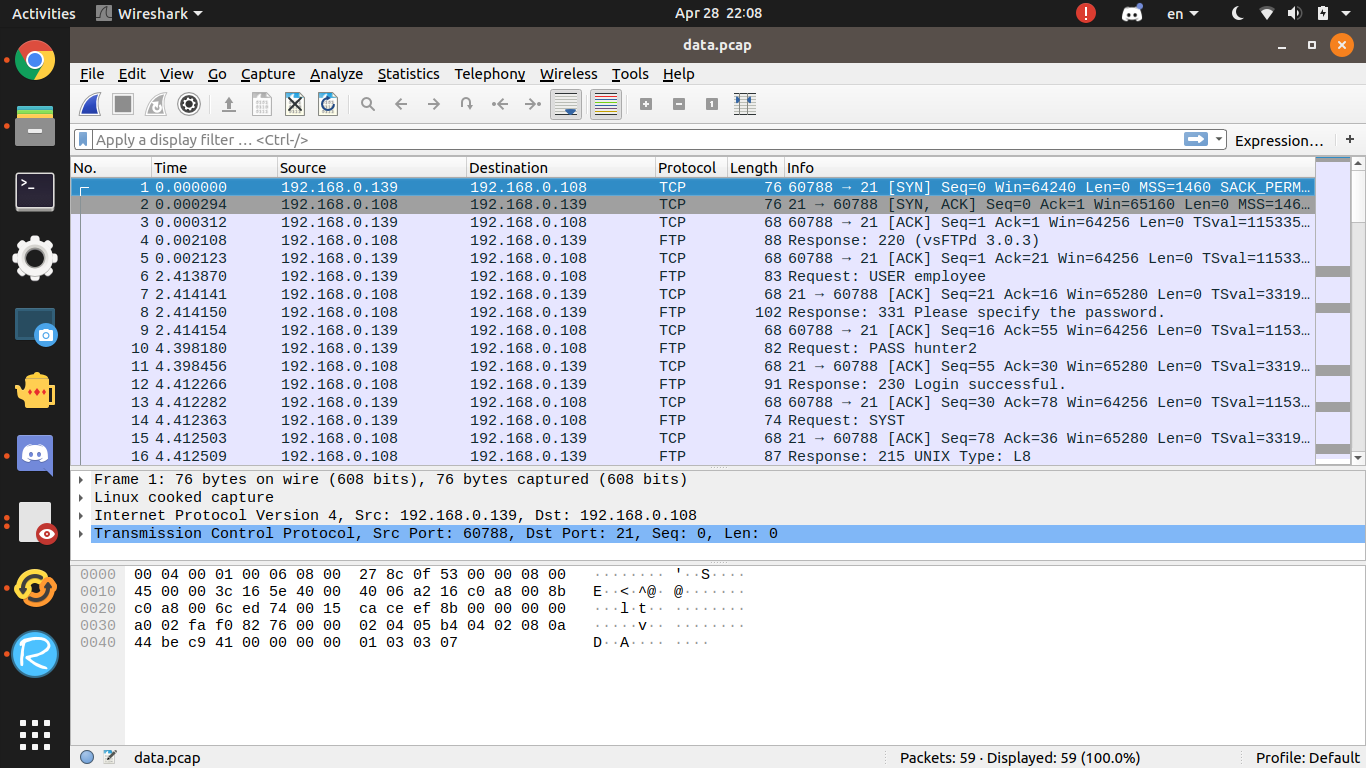 Activities Wireshark Apr 28 22:08 en
data.pcap
File Edit View Go Capture Analyze Statistics Telephony Wireless Tools Help
Apply a display filter … <Ctrl-/> Expression… +
No. Time Source Destination Protocol Length Info
1 0.000000 192.168.0.139 192.168.0.108 TCP 76 60788 → 21 [SYN] Seq=0 Win=64240 Len=0 MSS=1460 SACK_PERM…
2 0.000294 192.168.0.108 192.168.0.139 TCP 76 21 → 60788 [SYN, ACK] Seq=0 Ack=1 Win=65160 Len=0 MSS=146…
3 0.000312 192.168.0.139 192.168.0.108 TCP 68 60788 → 21 [ACK] Seq=1 Ack=1 Win=64256 Len=0 TSval=115335…
4 0.002108 192.168.0.108 192.168.0.139 FTP 88 Response: 220 (vsFTPd 3.0.3)
5 0.002123 192.168.0.139 192.168.0.108 TCP 68 60788 → 21 [ACK] Seq=1 Ack=21 Win=64256 Len=0 TSval=11533…
6 2.413870 192.168.0.139 192.168.0.108 FTP 83 Request: USER employee
7 2.414141 192.168.0.108 192.168.0.139 TCP 68 21 → 60788 [ACK] Seq=21 Ack=16 Win=65280 Len=0 TSval=3319…
8 2.414150 192.168.0.108 192.168.0.139 FTP 102 Response: 331 Please specify the password.
9 2.414154 192.168.0.139 192.168.0.108 TCP 68 60788 → 21 [ACK] Seq=16 Ack=55 Win=64256 Len=0 TSval=1153…
10 4.398180 192.168.0.139 192.168.0.108 FTP 82 Request: PASS hunter2
11 4.398456 192.168.0.108 192.168.0.139 TCP 68 21 → 60788 [ACK] Seq=55 Ack=30 Win=65280 Len=0 TSval=3319…
12 4.412266 192.168.0.108 192.168.0.139 FTP 91 Response: 230 Login successful.
13 4.412282 192.168.0.139 192.168.0.108 TCP 68 60788 → 21 [ACK] Seq=30 Ack=78 Win=64256 Len=0 TSval=1153…
14 4.412363 192.168.0.139 192.168.0.108 FTP 74 Request: SYST
15 4.412503 192.168.0.108 192.168.0.139 TCP 68 21 → 60788 [ACK] Seq=78 Ack=36 Win=65280 Len=0 TSval=3319…
16 4.412509 192.168.0.108 192.168.0.139 FTP 87 Response: 215 UNIX Type: L8
Frame 1: 76 bytes on wire (608 bits), 76 bytes captured (608 bits)
Linux cooked capture
Internet Protocol Version 4, Src: 192.168.0.139, Dst: 192.168.0.108
Transmission Control Protocol, Src Port: 60788, Dst Port: 21, Seq: 0, Len: 0
0000 00 04 00 01 00 06 08 00 27 8c 0f 53 00 00 08 00 ········ '··S····
0010 45 00 00 3c 16 5e 40 00 40 06 a2 16 c0 a8 00 8b E··<·^@· @·······
0020 c0 a8 00 6c ed 74 00 15 ca ce ef 8b 00 00 00 00 ···l·t·· ········
0030 a0 02 fa f0 82 76 00 00 02 04 05 b4 04 02 08 0a ·····v·· ········
0040 44 be c9 41 00 00 00 00 01 03 03 07 D··A···· ····
data.pcap Packets: 59 · Displayed: 59 (100.0%) Profile: Default